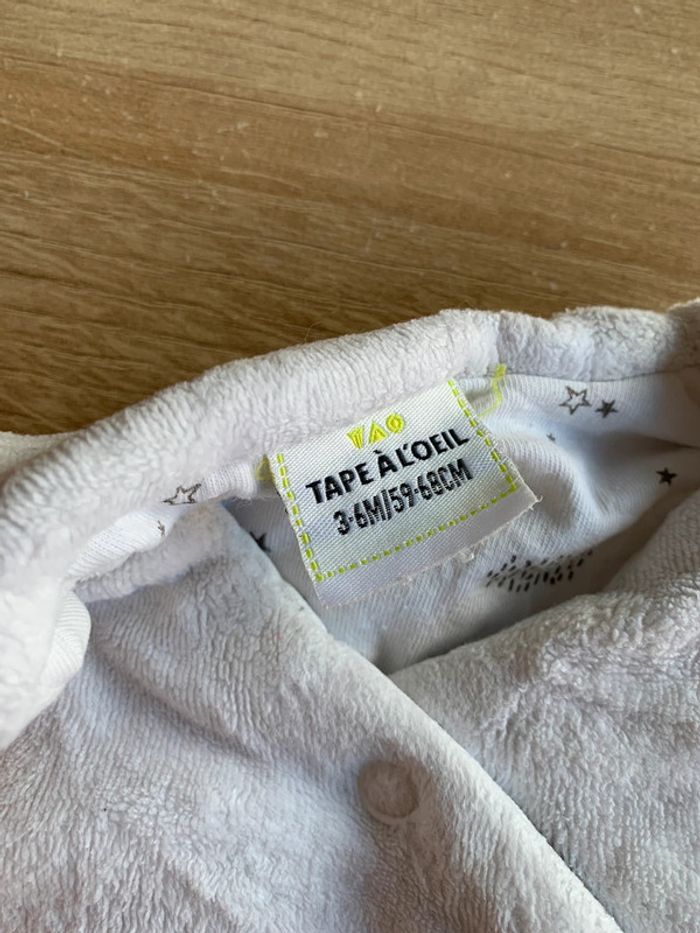 TAO
TAPE À L'OEIL
3-6M/59-68CM